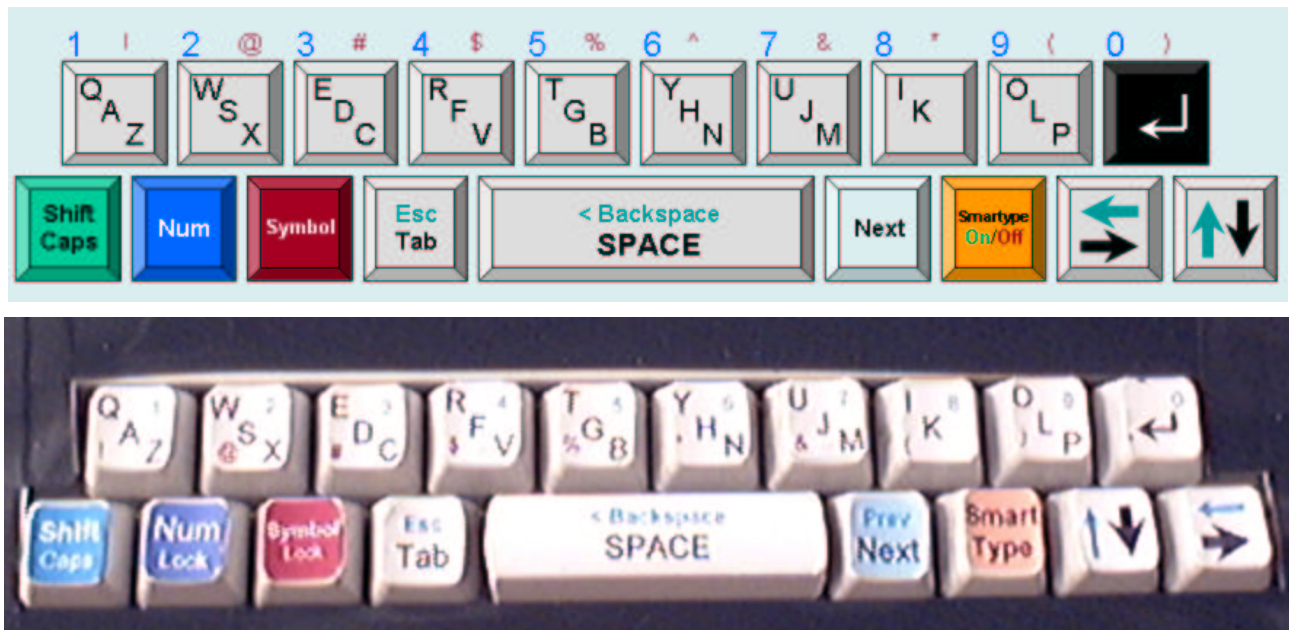 1 ! 2 @ 3 # 4 $ 5 % 6 ^ 7 & 8 * 9 ( 0 )
Q W E R T Y U I O
A S D F G H J K L
Z X C V B N M P
Shift Caps
Num
Symbol
Esc Tab
< Backspace
SPACE
Next
Smartype
On/Off
Q 1 W 2 E 3 R 4 T 5 Y 6 U 7 I 8 O 9 0
A S D F G H J K L
! Z @ X # C $ V % B N & M ( ) P
Shift Caps
Num Lock
Symbol Lock
Esc Tab
< Backspace
SPACE
Prev Next
Smart Type